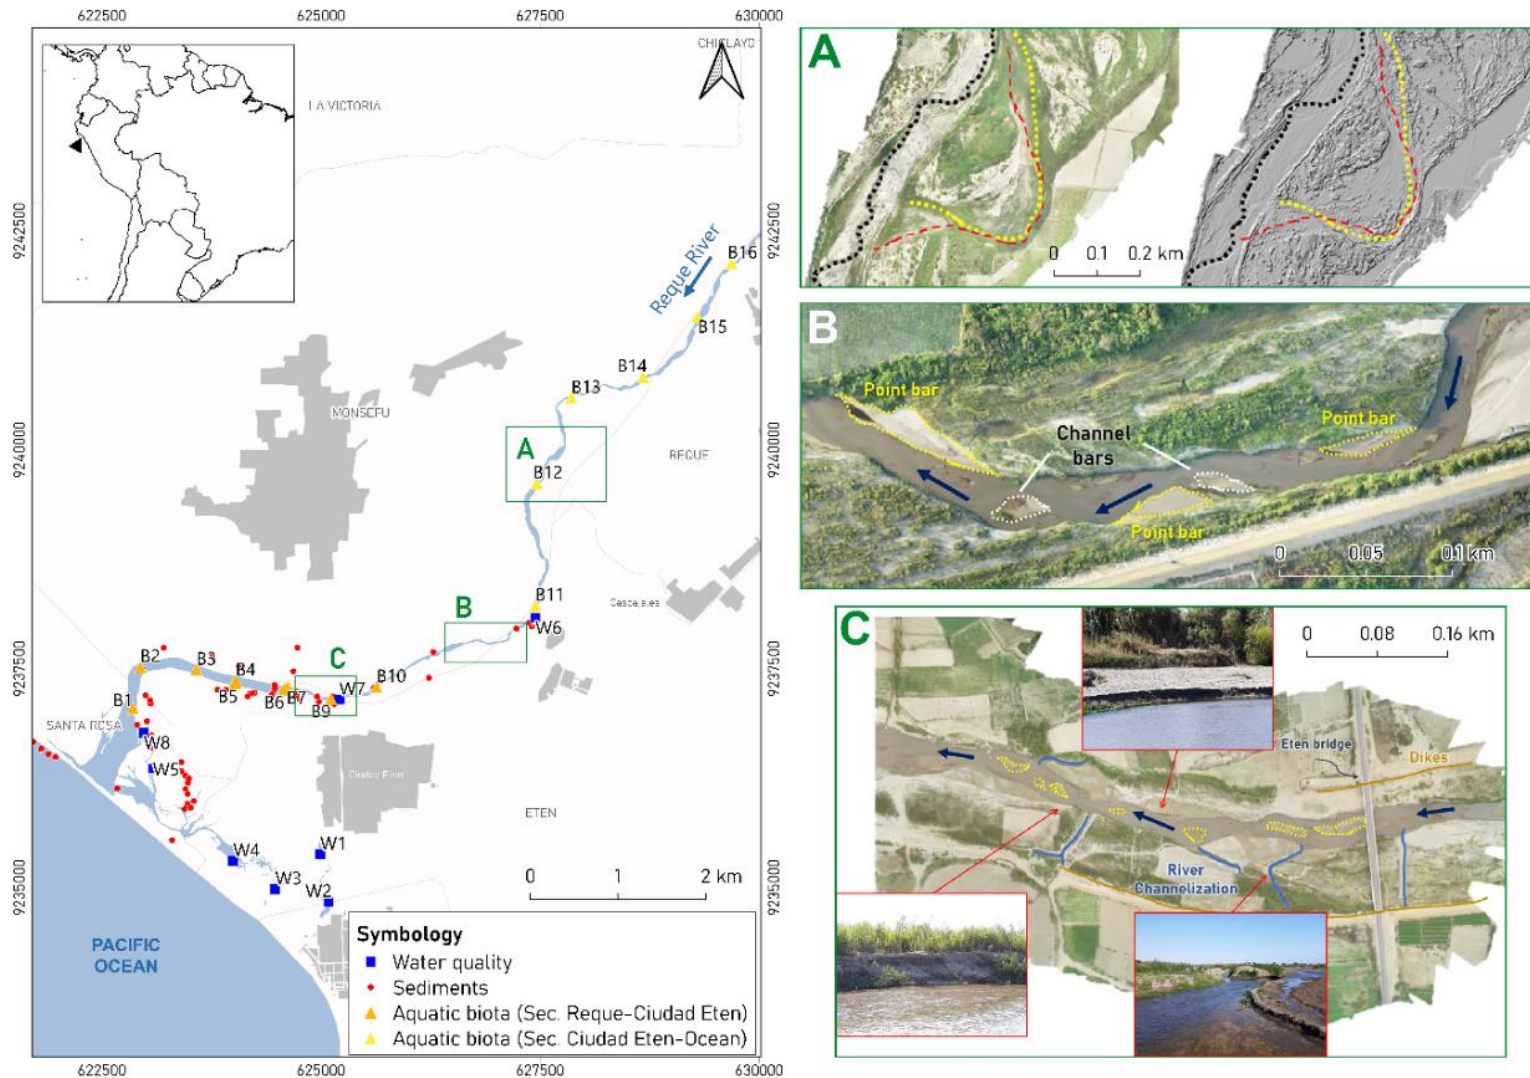 622500
625000
627500
630000
9242500
9240000
9237500
9235000
CHICLAYO
LA VICTORIA
Reque River
B16
B15
B14
B13
MONSEFU
A
REQUE
B12
B11
Cascajales
W6
B
B2
B3
B4
C
B10
B1
B5
B6
B7
W7
B9
SANTA ROSA
W8
W5
Ciudad Eten
ETEN
W4
W1
W3
W2
0 1 2 km
PACIFIC
OCEAN
Symbology
Water quality
Sediments
Aquatic biota (Sec. Reque-Ciudad Eten)
Aquatic biota (Sec. Ciudad Eten-Ocean)
622500
625000
627500
630000
9242500
9240000
9237500
9235000
A
0 0.1 0.2 km
B
Point bar
Point bar
Channel
bars
Point bar
0 0.05 0.1 km
C
0 0.08 0.16 km
Eten bridge
Dikes
River
Channelization